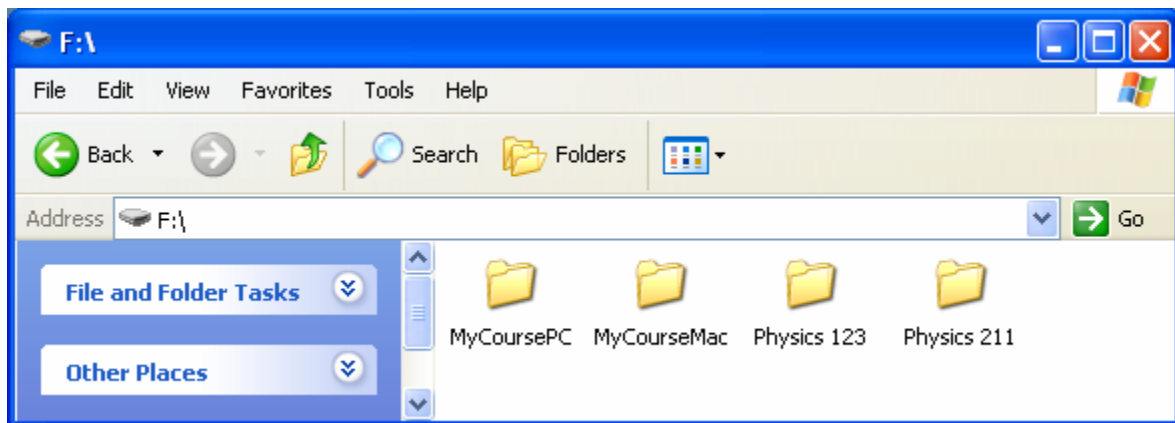 F:\
File Edit View Favorites Tools Help
Back Search Folders
Address F:\ Go
File and Folder Tasks
Other Places
MyCoursePC MyCourseMac Physics 123 Physics 211